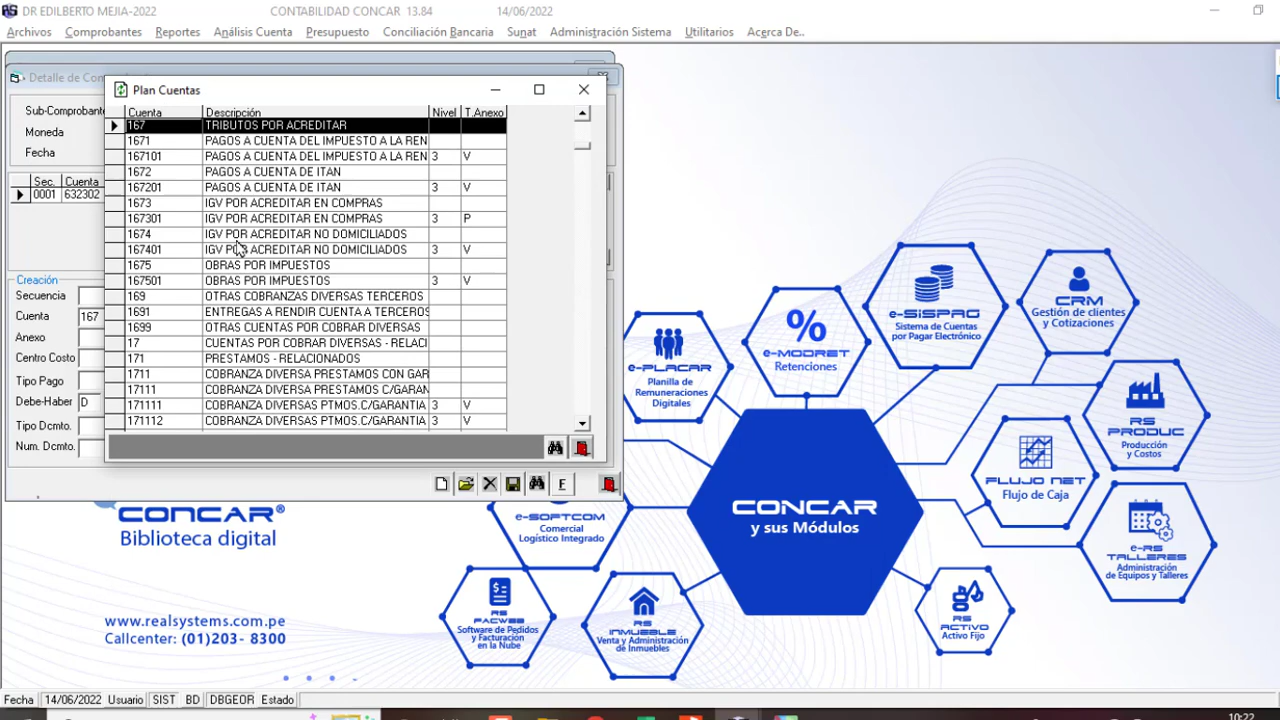 DR EDILBERTO MEJIA-2022 CONTABILIDAD CONCAR 13.84 14/06/2022
Archivos Comprobantes Reportes Análisis Cuenta Presupuesto Conciliación Bancaria Sunat Administración Sistema Utilitarios Acerca De..
Detalle de Com
Plan Cuentas
Sub-Comprobante
Moneda
Fecha
Sec. Cuenta
0001 632302
Creación
Secuencia
Cuenta 167
Anexo
Centro Costo
Tipo Pago
Debe-Haber D
Tipo Dcmto.
Num. Dcmto.
Cuenta Descripción Nivel T.Anexo
167 TRIBUTOS POR ACREDITAR
1671 PAGOS A CUENTA DEL IMPUESTO A LA REN
167101 PAGOS A CUENTA DEL IMPUESTO A LA REN 3 V
1672 PAGOS A CUENTA DE ITAN
167201 PAGOS A CUENTA DE ITAN 3 V
1673 IGV POR ACREDITAR EN COMPRAS
167301 IGV POR ACREDITAR EN COMPRAS 3 P
1674 IGV POR ACREDITAR NO DOMICILIADOS
167401 IGV POR ACREDITAR NO DOMICILIADOS 3 V
1675 OBRAS POR IMPUESTOS
167501 OBRAS POR IMPUESTOS 3 V
169 OTRAS COBRANZAS DIVERSAS TERCEROS
1691 ENTREGAS A RENDIR CUENTA A TERCEROS
1699 OTRAS CUENTAS POR COBRAR DIVERSAS
17 CUENTAS POR COBRAR DIVERSAS - RELACI
171 PRESTAMOS - RELACIONADOS
1711 COBRANZA DIVERSA PRESTAMOS CON GAR
17111 COBRANZA DIVERSA PRESTAMOS C/GARAN
171111 COBRANZA DIVERSAS PTMOS.C/GARANTIA 3 V
171112 COBRANZA DIVERSAS PTMOS.C/GARANTIA 3 V
F
e-PLACAR
Planilla de
Remuneraciones
Digitales
%
e-MODRET
Retenciones
e-SISPAG
Sistema de Cuentas
por Pagar Electrónico
CRM
Gestión de clientes
y Cotizaciones
RS
PRODUC
Producción
y Costos
FLUJO NET
Flujo de Caja
e-RS
TALLERES
Administración
de Equipos y Talleres
RS
ACTIVO
Activo Fijo
CONCAR
y sus Módulos
e-SOFTCOM
Comercial
Logístico Integrado
RS
PACWEB
Software de Pedidos
y Facturación
en la Nube
RS
INMUEBLE
Venta y Administración
de Inmuebles
CONCAR®
Biblioteca digital
www.realsystems.com.pe
Callcenter: (01)203- 8300
Fecha 14/06/2022 Usuario SIST BD DBGEOR Estado
10:22